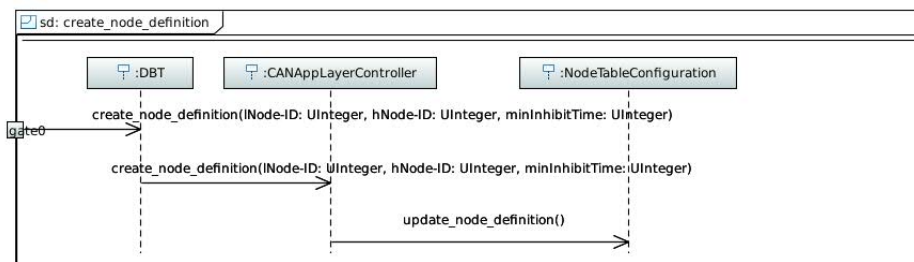 sd: create_node_definition
:DBT
:CANAppLayerController
:NodeTableConfiguration
create_node_definition(lNode-ID: UInteger, hNode-ID: UInteger, minInhibitTime: UInteger)
gate0
create_node_definition(lNode-ID: UInteger, hNode-ID: UInteger, minInhibitTime: UInteger)
update_node_definition()